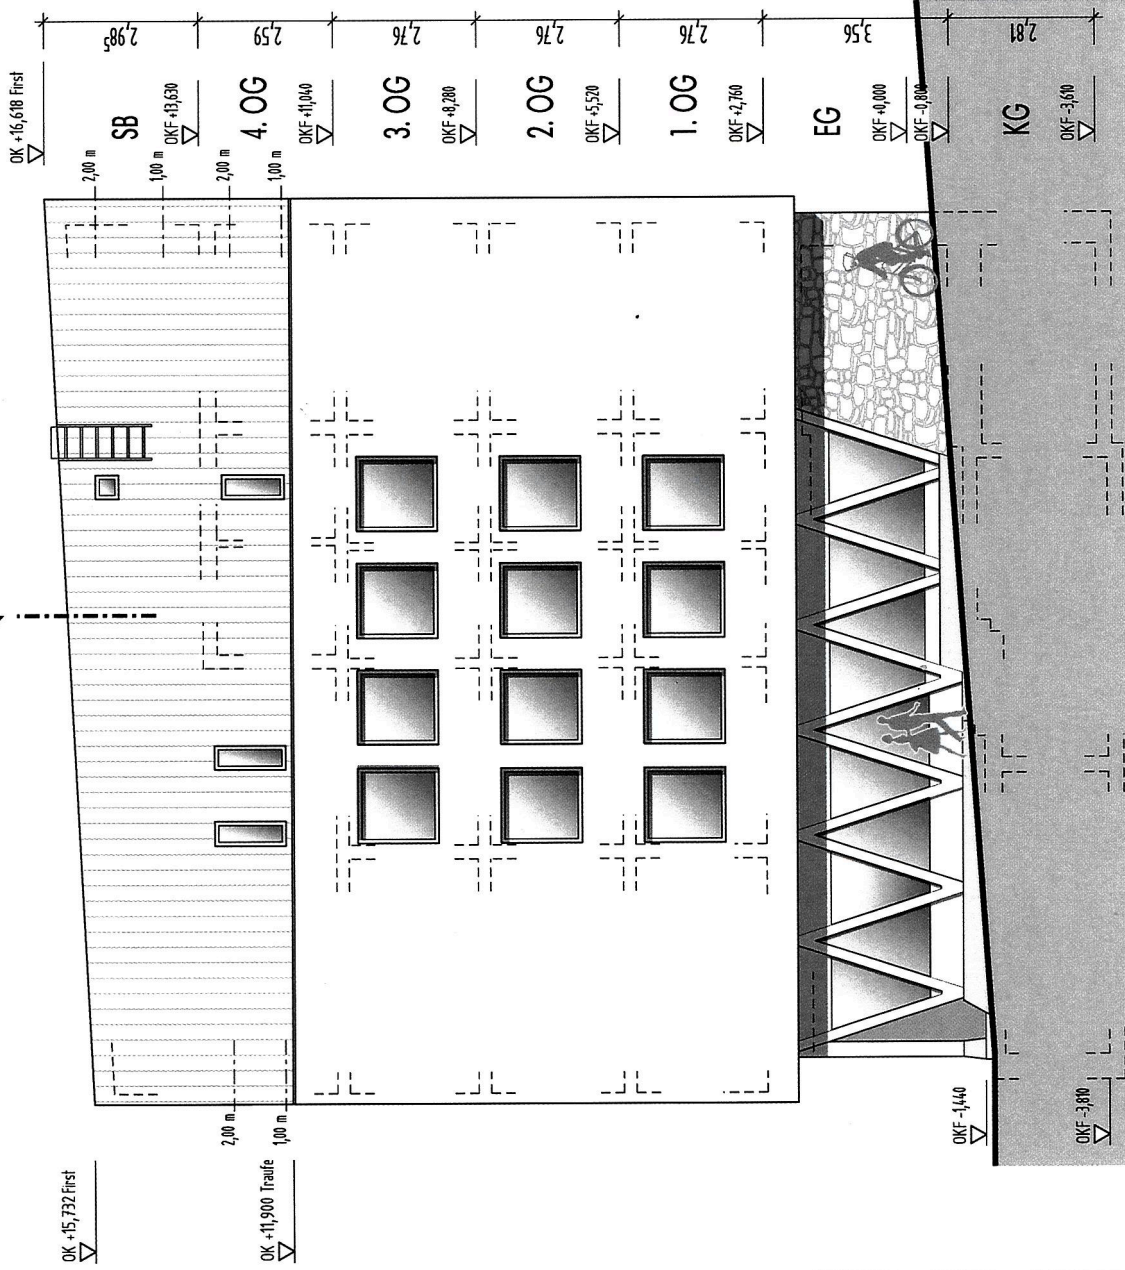 OK +16,618 First
2,98⁵
SB
2,00 m
1,00 m
OKF +13,630
2,59
4. OG
2,00 m
1,00 m
OKF +11,040
2,76
3. OG
OKF +8,280
2,76
2. OG
OKF +5,520
2,76
1. OG
OKF +2,760
3,56
EG
OKF ±0,000
OKF -0,800
2,81
KG
OKF -3,610
OK +15,732 First
2,00 m
1,00 m
OK +11,900 Traufe
OKF -1,440
OKF -3,810